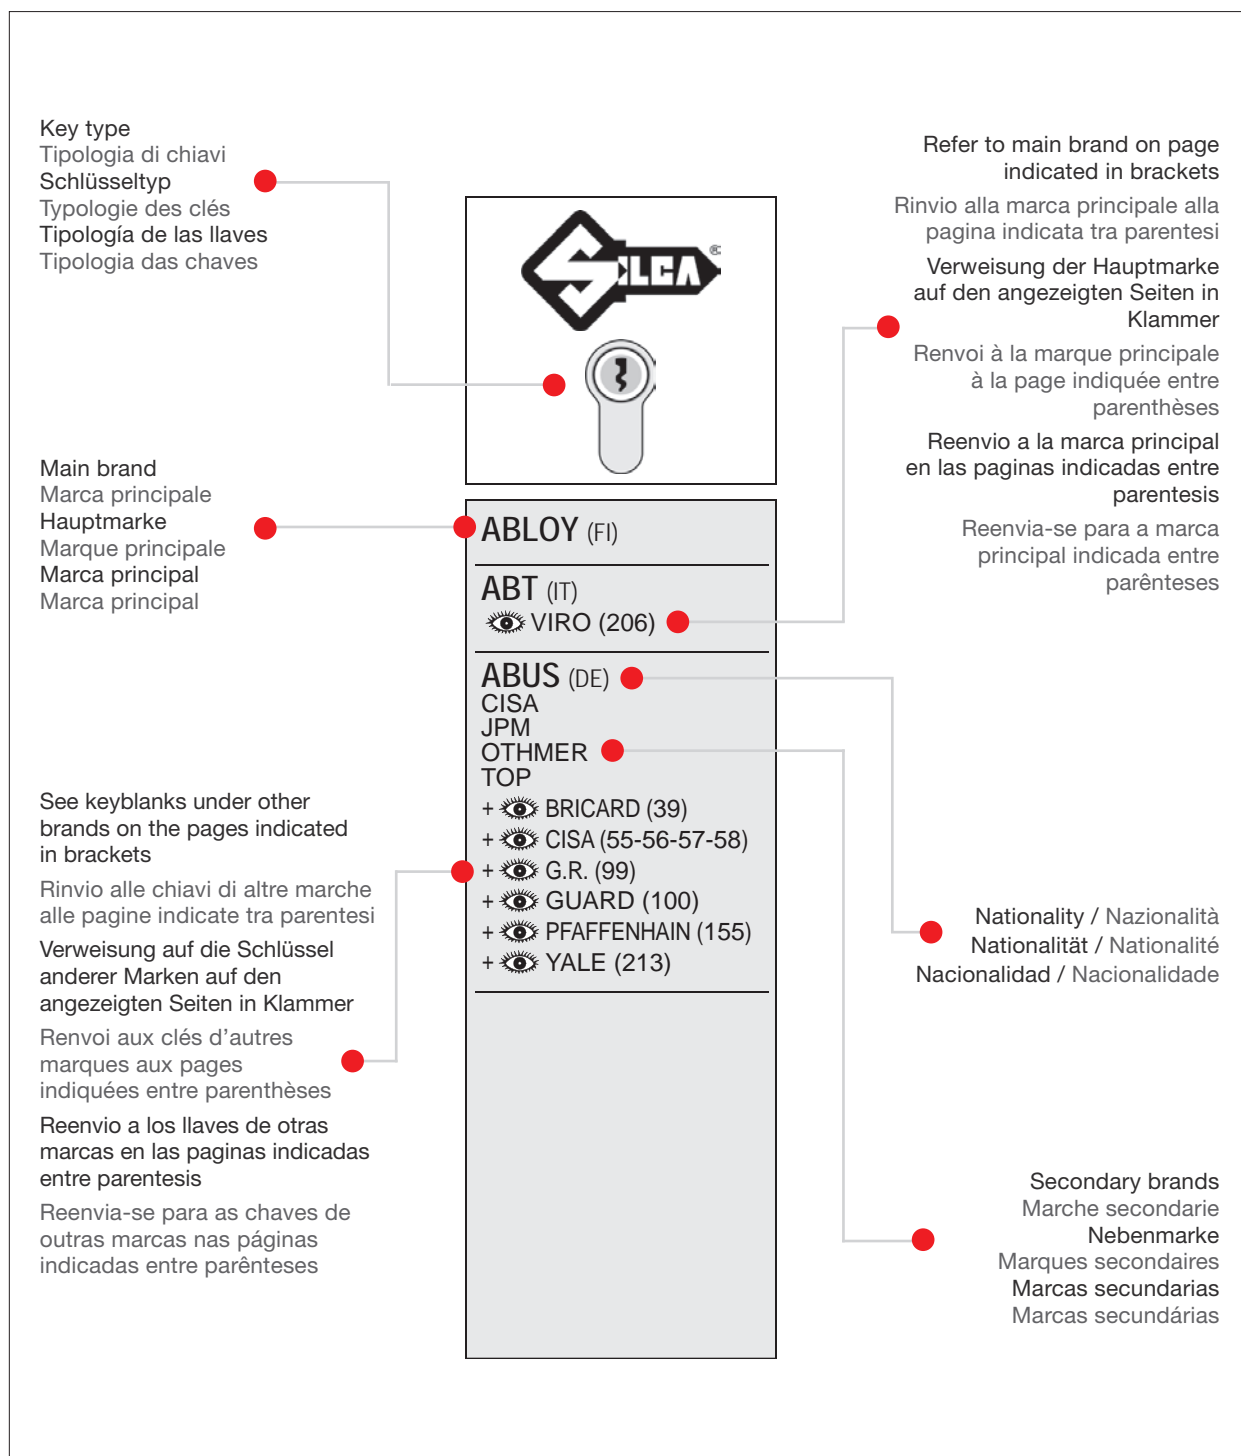 Key type
Tipologia di chiavi
Schlüsseltyp
Typologie des clés
Tipología de las llaves
Tipologia das chaves
SILCA®
Refer to main brand on page
indicated in brackets
Rinvio alla marca principale alla
pagina indicata tra parentesi
Verweisung der Hauptmarke
auf den angezeigten Seiten in
Klammer
Renvoi à la marque principale
à la page indiquée entre
parenthèses
Reenvio a la marca principal
en las paginas indicadas entre
parentesis
Reenvia-se para a marca
principal indicada entre
parênteses
Main brand
Marca principale
Hauptmarke
Marque principale
Marca principal
Marca principal
ABLOY (FI)
ABT (IT)
VIRO (206)
ABUS (DE)
CISA
JPM
OTHMER
TOP
+ BRICARD (39)
+ CISA (55-56-57-58)
+ G.R. (99)
+ GUARD (100)
+ PFAFFENHAIN (155)
+ YALE (213)
See keyblanks under other
brands on the pages indicated
in brackets
Rinvio alle chiavi di altre marche
alle pagine indicate tra parentesi
Verweisung auf die Schlüssel
anderer Marken auf den
angezeigten Seiten in Klammer
Renvoi aux clés d'autres
marques aux pages
indiquées entre parenthèses
Reenvio a los llaves de otras
marcas en las paginas indicadas
entre parentesis
Reenvia-se para as chaves de
outras marcas nas páginas
indicadas entre parênteses
Nationality / Nazionalità
Nationalität / Nationalité
Nacionalidad / Nacionalidade
Secondary brands
Marche secondarie
Nebenmarke
Marques secondaires
Marcas secundarias
Marcas secundárias